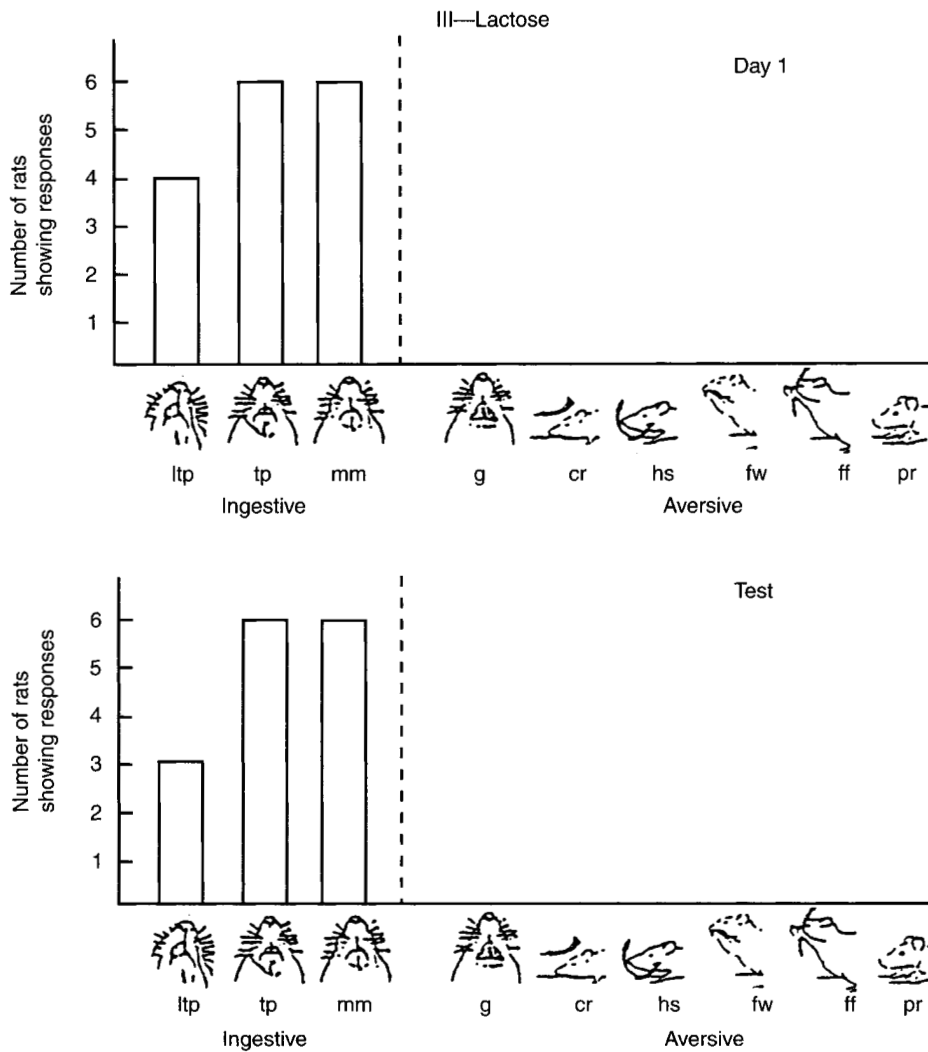 III—Lactose
Day 1
Number of rats
showing responses
6
5
4
3
2
1
ltp tp mm g cr hs fw ff pr
Ingestive Aversive
Test
Number of rats
showing responses
6
5
4
3
2
1
ltp tp mm g cr hs fw ff pr
Ingestive Aversive